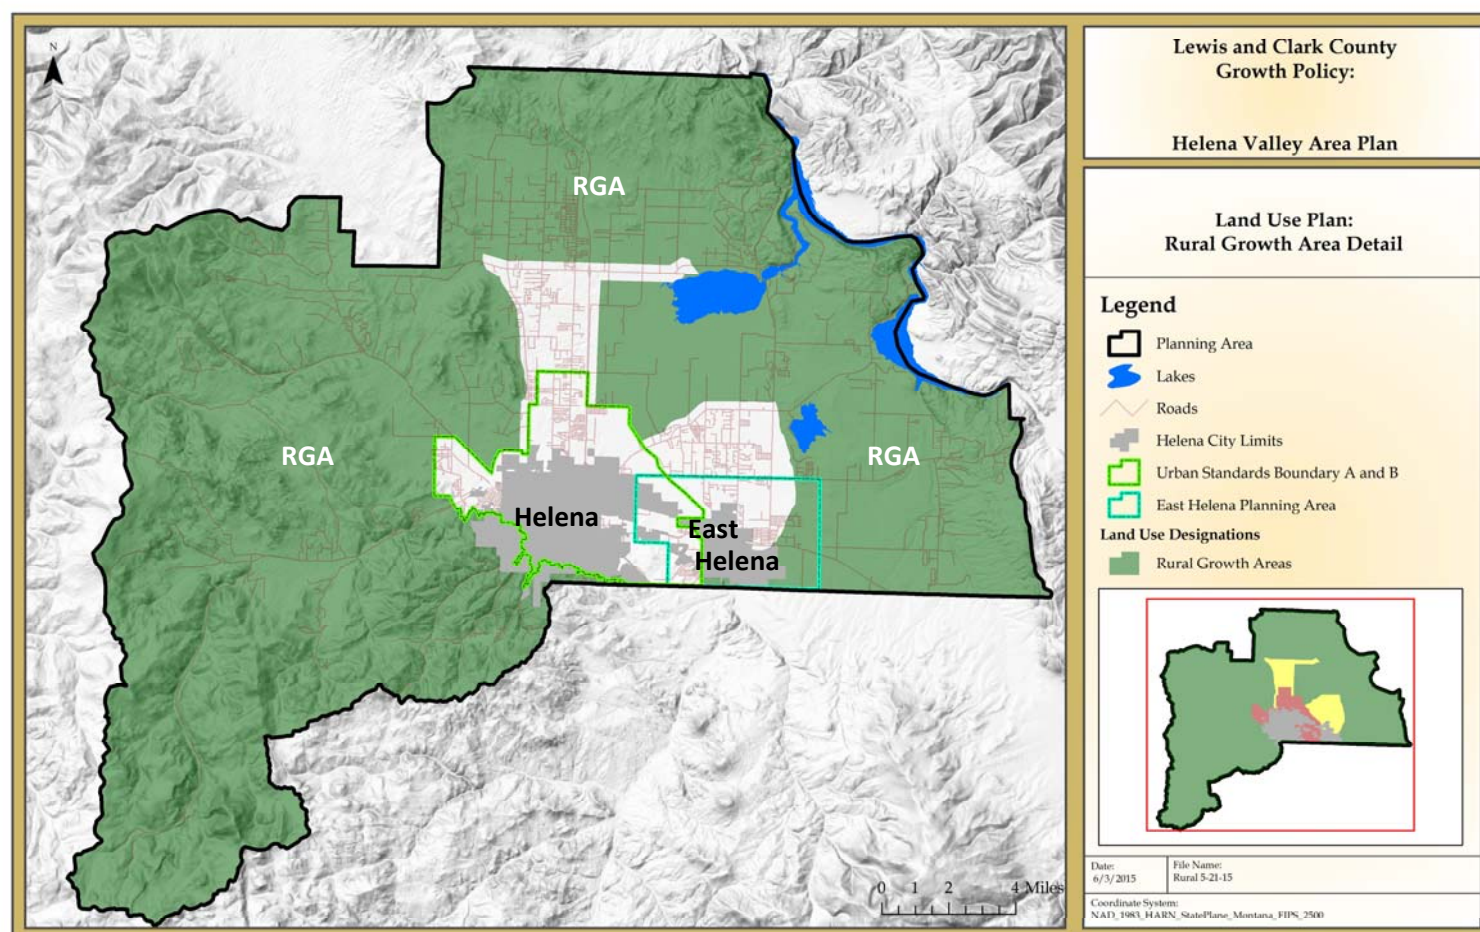 N
RGA
RGA
RGA
Helena
East
Helena
0 1 2 4 Miles
Lewis and Clark County
Growth Policy:
Helena Valley Area Plan
Land Use Plan:
Rural Growth Area Detail
Legend
Planning Area
Lakes
Roads
Helena City Limits
Urban Standards Boundary A and B
East Helena Planning Area
Land Use Designations
Rural Growth Areas
Date:
6/3/2015
File Name:
Rural 5-21-15
Coordinate System:
NAD_1983_HARN_StatePlane_Montana_FIPS_2500